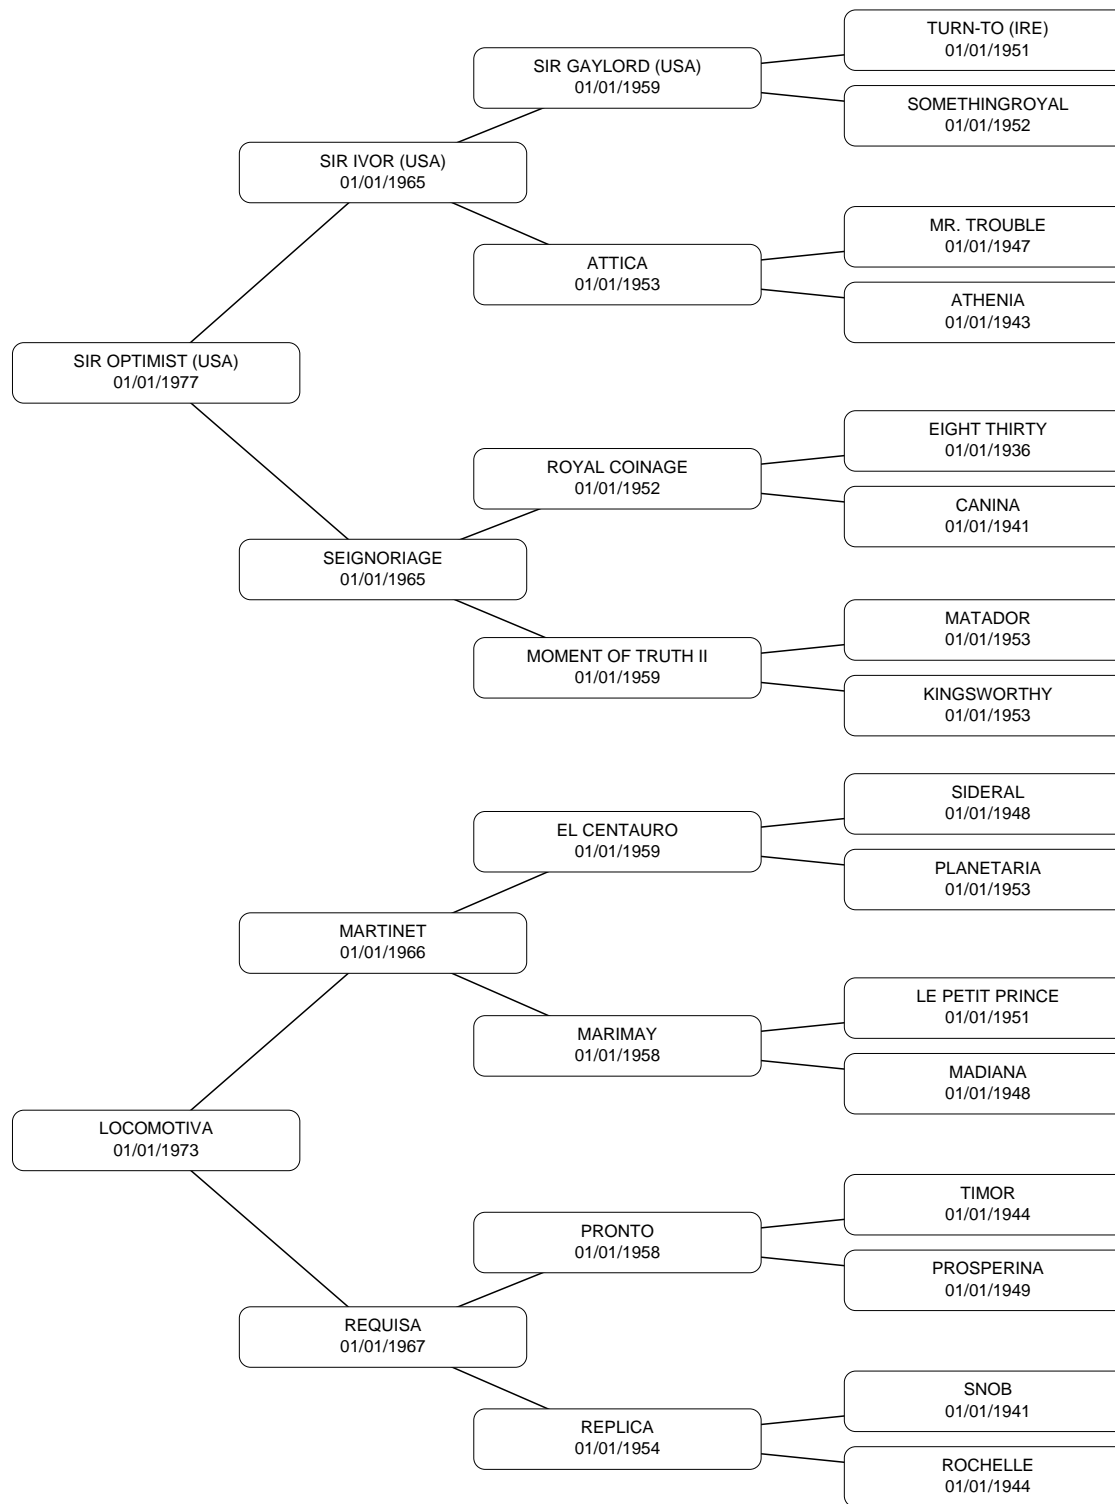 TURN-TO (IRE)
01/01/1951
SIR GAYLORD (USA)
01/01/1959
SOMETHINGROYAL
01/01/1952
SIR IVOR (USA)
01/01/1965
MR. TROUBLE
01/01/1947
ATTICA
01/01/1953
ATHENIA
01/01/1943
SIR OPTIMIST (USA)
01/01/1977
EIGHT THIRTY
01/01/1936
ROYAL COINAGE
01/01/1952
CANINA
01/01/1941
SEIGNORIAGE
01/01/1965
MATADOR
01/01/1953
MOMENT OF TRUTH II
01/01/1959
KINGSWORTHY
01/01/1953
SIDERAL
01/01/1948
EL CENTAURO
01/01/1959
PLANETARIA
01/01/1953
MARTINET
01/01/1966
LE PETIT PRINCE
01/01/1951
MARIMAY
01/01/1958
MADIANA
01/01/1948
LOCOMOTIVA
01/01/1973
TIMOR
01/01/1944
PRONTO
01/01/1958
PROSPERINA
01/01/1949
REQUISA
01/01/1967
SNOB
01/01/1941
REPLICA
01/01/1954
ROCHELLE
01/01/1944